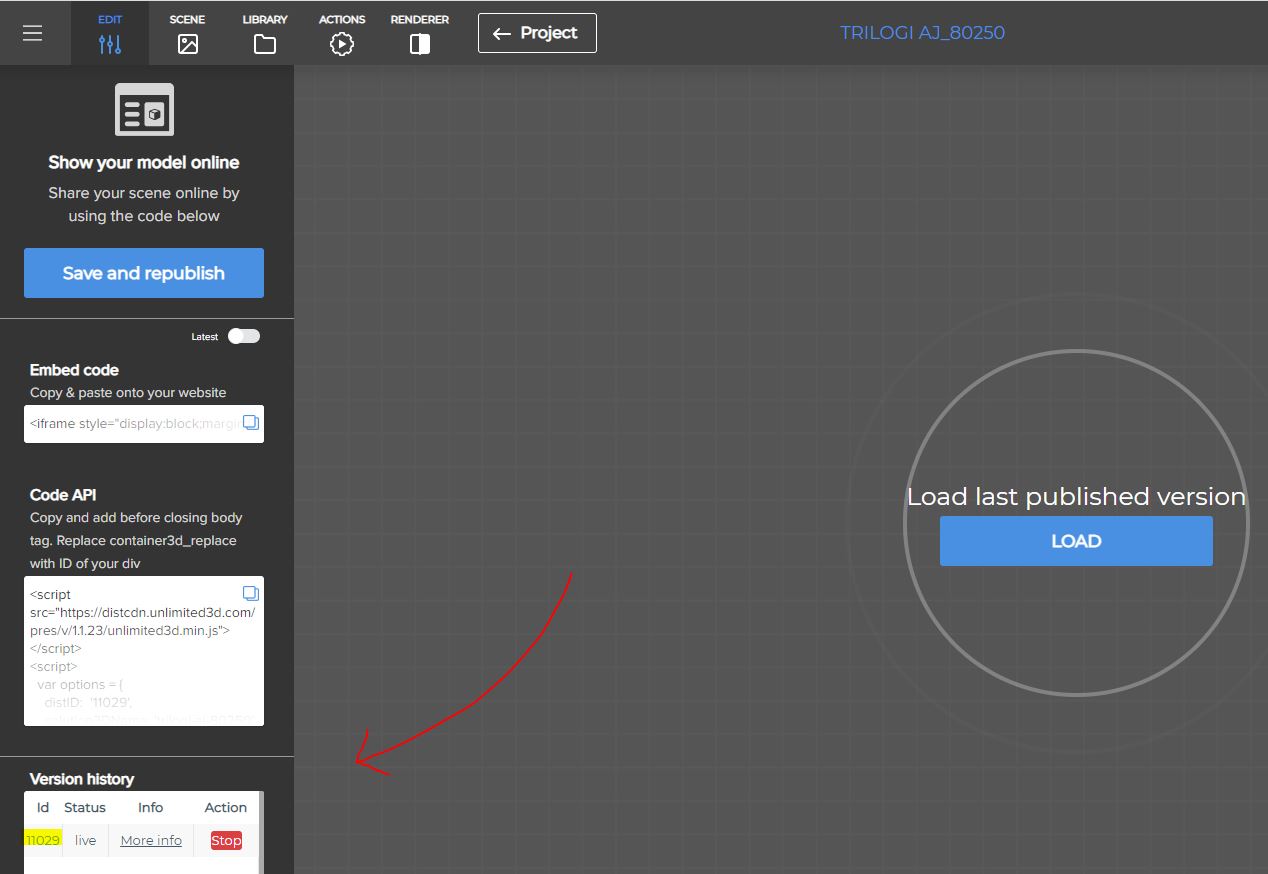 EDIT
SCENE
LIBRARY
ACTIONS
RENDERER
← Project
TRILOGI AJ_80250
Show your model online
Share your scene online by
using the code below
Save and republish
Latest
Embed code
Copy & paste onto your website
<iframe style="display:block;margin
Code API
Copy and add before closing body
tag. Replace container3d_replace
with ID of your div
<script
src="https://distcdn.unlimited3d.com/
pres/v/1.1.23/unlimited3d.min.js">
</script>
<script>
var options = {
distID: '11029',
Load last published version
LOAD
Version history
Id Status Info Action
11029 live More info Stop